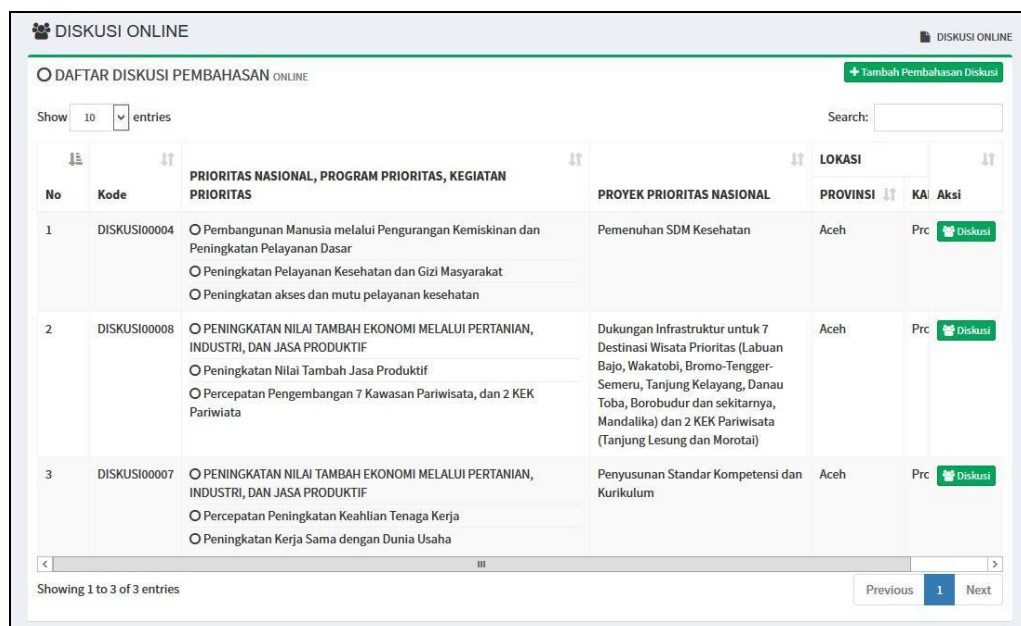 DISKUSI ONLINE
DISKUSI ONLINE
DAFTAR DISKUSI PEMBAHASAN ONLINE
Tambah Pembahasan Diskusi
Show 10 entries
Search:
No
Kode
PRIORITAS NASIONAL, PROGRAM PRIORITAS, KEGIATAN
PRIORITAS
PROYEK PRIORITAS NASIONAL
LOKASI
PROVINSI
KAI
Aksi
1
DISKUSI00004
Pembangunan Manusia melalui Pengurangan Kemiskinan dan
Peningkatan Pelayanan Dasar
Peningkatan Pelayanan Kesehatan dan Gizi Masyarakat
Peningkatan akses dan mutu pelayanan kesehatan
Pemenuhan SDM Kesehatan
Aceh
Prc
Diskusi
2
DISKUSI00008
PENINGKATAN NILAI TAMBAH EKONOMI MELALUI PERTANIAN,
INDUSTRI, DAN JASA PRODUKTIF
Peningkatan Nilai Tambah Jasa Produktif
Percepatan Pengembangan 7 Kawasan Pariwisata, dan 2 KEK
Pariwiata
Dukungan Infrastruktur untuk 7
Destinasi Wisata Prioritas (Labuan
Bajo, Wakatobi, Bromo-Tengger-
Semeru, Tanjung Kelayang, Danau
Toba, Borobudur dan sekitarnya,
Mandalika) dan 2 KEK Pariwisata
(Tanjung Lesung dan Morotai)
Aceh
Prc
Diskusi
3
DISKUSI00007
PENINGKATAN NILAI TAMBAH EKONOMI MELALUI PERTANIAN,
INDUSTRI, DAN JASA PRODUKTIF
Percepatan Peningkatan Keahlian Tenaga Kerja
Peningkatan Kerja Sama dengan Dunia Usaha
Penyusunan Standar Kompetensi dan
Kurikulum
Aceh
Prc
Diskusi
Showing 1 to 3 of 3 entries
Previous 1 Next